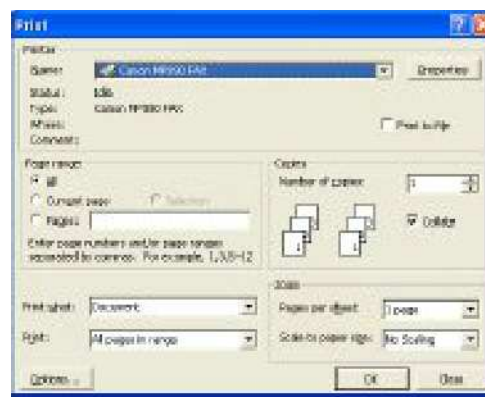 Print
Printer
Name: Canon FAX Properties
Status: Idle
Type: Canon FAX
Where:
Comment: Print to file
Page range
All
Current page Selection
Pages:
Enter page numbers and/or page ranges
separated by commas. For example, 1,3,5-12
Copies
Number of copies: 1
Collate
Print what: Document
Print: All pages in range
Zoom
Pages per sheet: 1 page
Scale to paper size: No Scaling
Options... OK Close